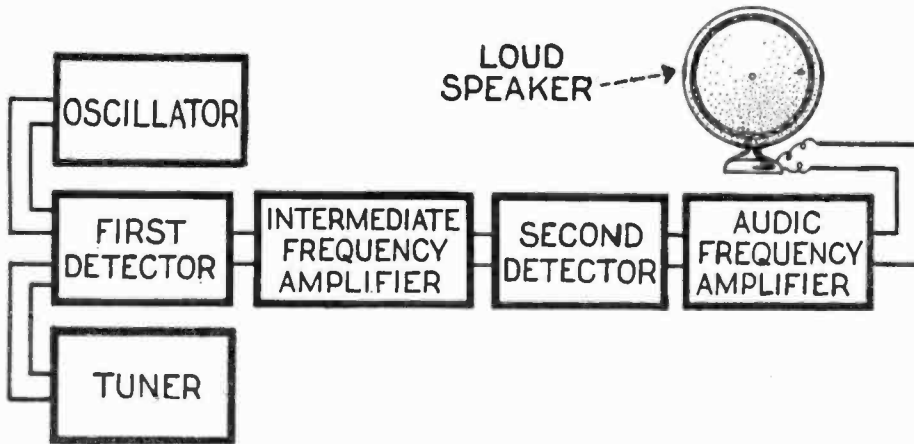 LOUD
SPEAKER
OSCILLATOR
FIRST
DETECTOR
INTERMEDIATE
FREQUENCY
AMPLIFIER
SECOND
DETECTOR
AUDIC
FREQUENCY
AMPLIFIER
TUNER